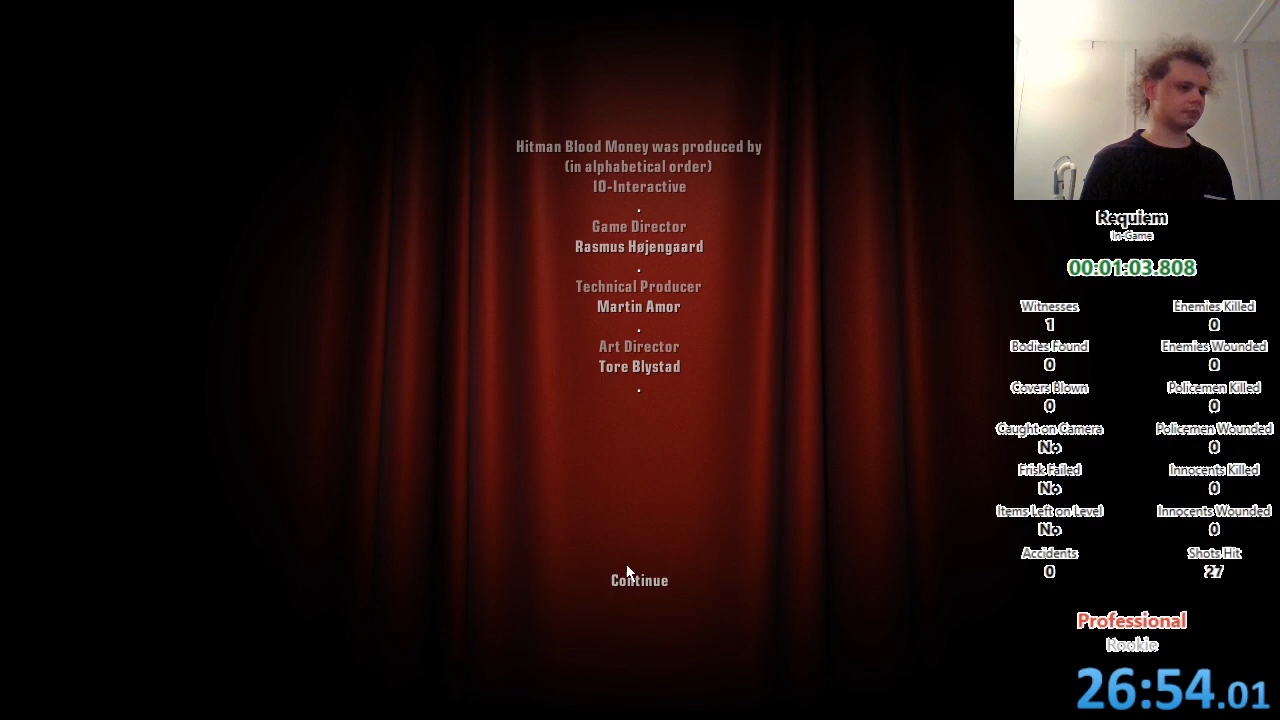 Hitman Blood Money was produced by
(in alphabetical order)
IO-Interactive
.
Game Director
Rasmus Højengaard
.
Technical Producer
Martin Amor
.
Art Director
Tore Blystad
.
Continue
Requiem
In-Game
00:01:03.808
Witnesses
1
Enemies Killed
0
Bodies Found
0
Enemies Wounded
0
Covers Blown
0
Policemen Killed
0
Caught on Camera
No
Policemen Wounded
0
Frisk Failed
No
Innocents Killed
0
Items Left on Level
No
Innocents Wounded
0
Accidents
0
Shots Hit
27
Professional
Rookie
26:54.01